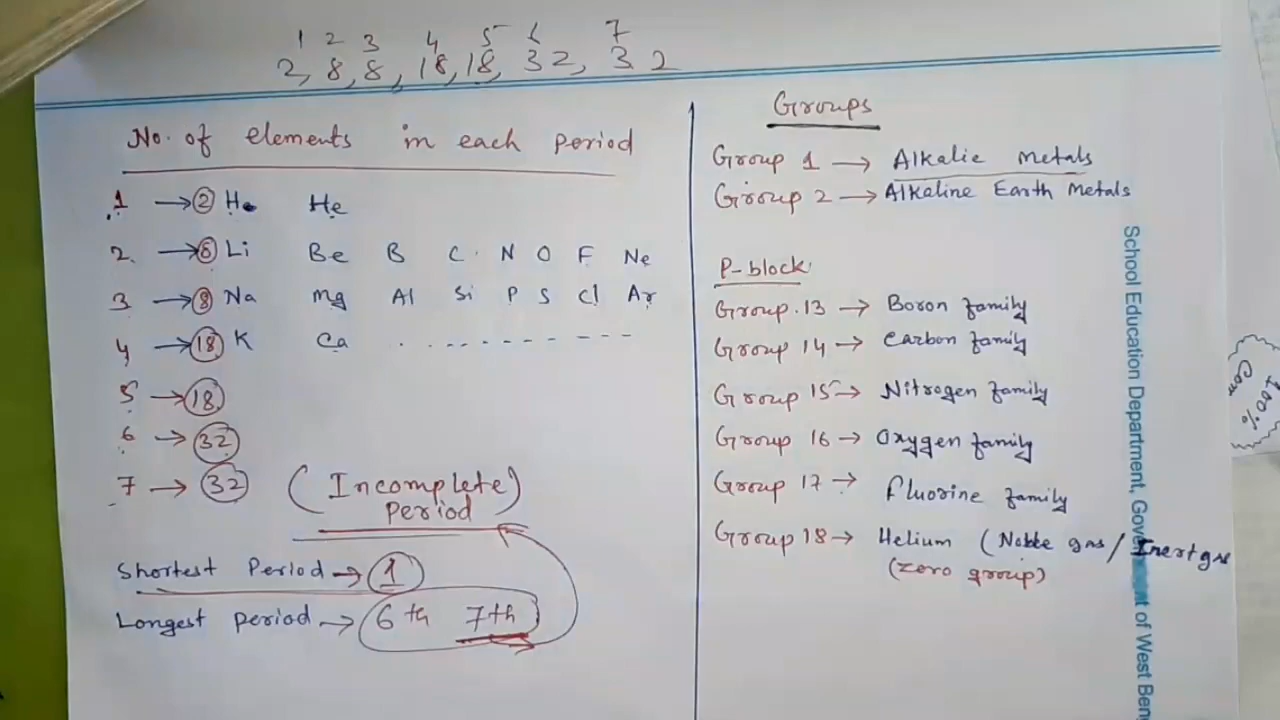 1 2 3 4 5 6 7
2, 8, 8, 18, 18, 32, 32
No. of elements in each period
1 → 2 He He
2 → 8 Li Be B C N O F Ne
3 → 8 Na Mg Al Si P S Cl Ar
4 → 18 K Ca . . - - - - - - - - -
5 → 18
6 → 32
7 → 32 (Incomplete)
period
Shortest Period → 1
Longest period → 6th 7th
Groups
Group 1 → Alkalie Metals
Group 2 → Alkaline Earth Metals
P-block
Group 13 → Boron family
Group 14 → Carbon family
Group 15 → Nitrogen family
Group 16 → Oxygen family
Group 17 → Fluorine family
Group 18 → Helium (Noble gas/ Inert gas
(zero group)
School Education Department, Government of West Ben
100%